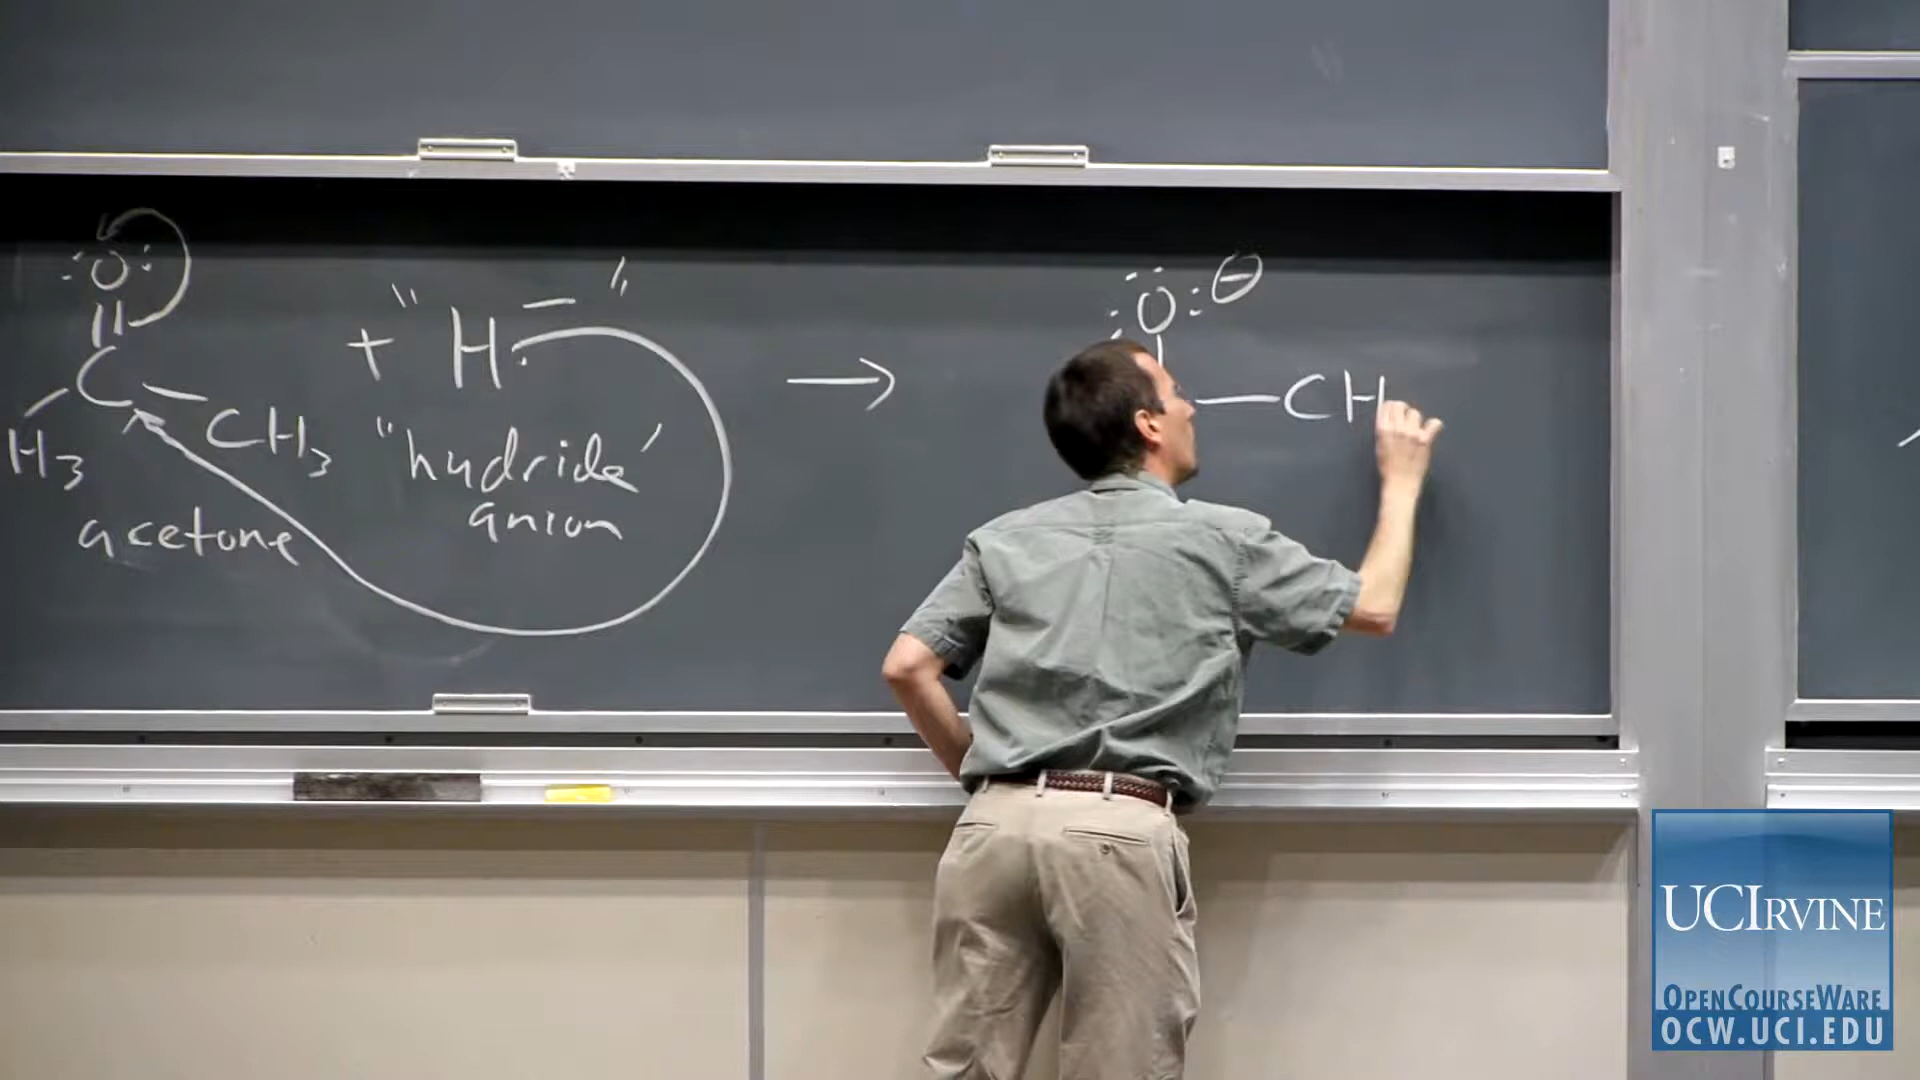 :O:
||
C
H3
CH3
acetone
+ "H:⁻"
"hydride'
anion
→
:Ö: ⊖
—CH
UCIRVINE
OPENCOURSEWARE
OCW.UCI.EDU